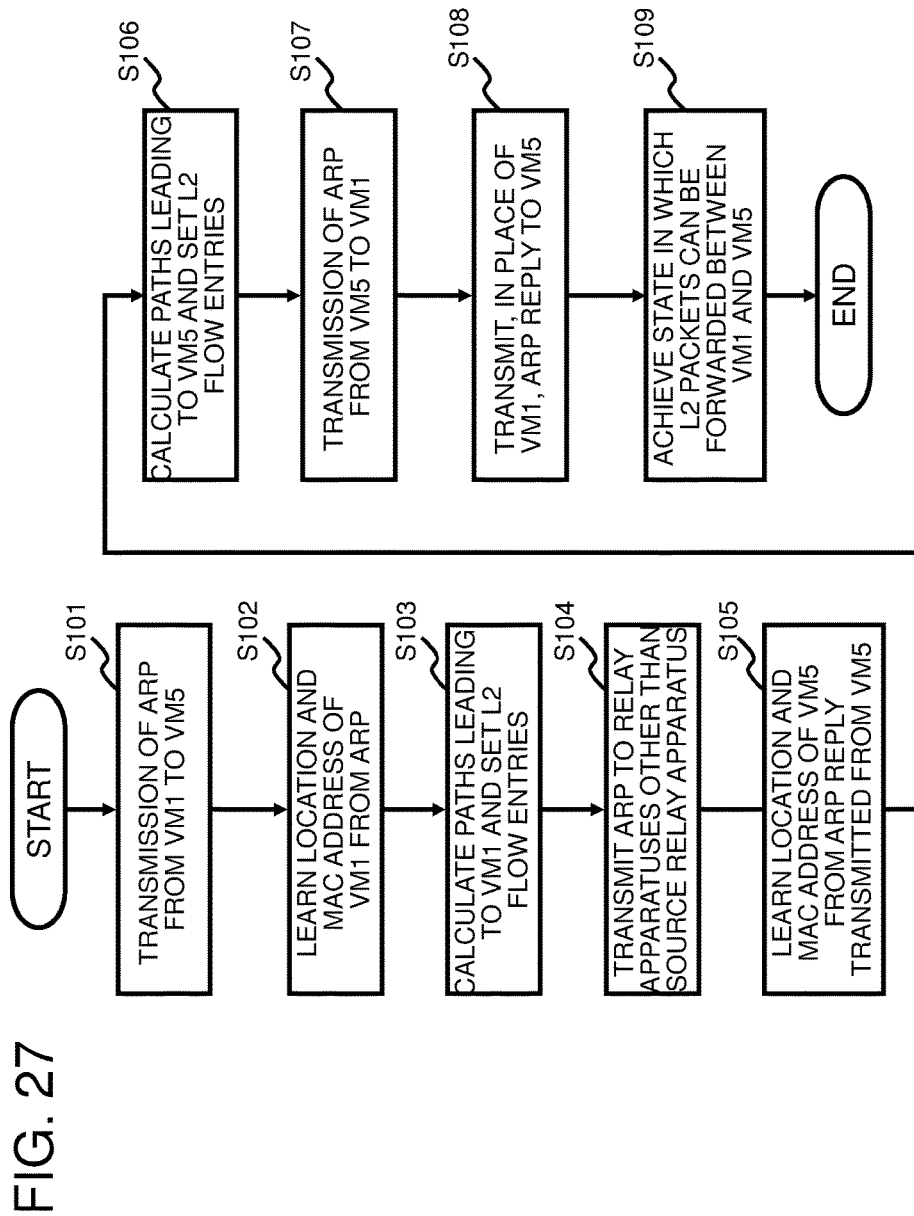 FIG. 27
START
S101
TRANSMISSION OF ARP
FROM VM1 TO VM5
S102
LEARN LOCATION AND
MAC ADDRESS OF
VM1 FROM ARP
S103
CALCULATE PATHS LEADING
TO VM1 AND SET L2
FLOW ENTRIES
S104
TRANSMIT ARP TO RELAY
APPARATUSES OTHER THAN
SOURCE RELAY APPARATUS
S105
LEARN LOCATION AND
MAC ADDRESS OF VM5
FROM ARP REPLY
TRANSMITTED FROM VM5
S106
CALCULATE PATHS LEADING
TO VM5 AND SET L2
FLOW ENTRIES
S107
TRANSMISSION OF ARP
FROM VM5 TO VM1
S108
TRANSMIT, IN PLACE OF
VM1, ARP REPLY TO VM5
S109
ACHIEVE STATE IN WHICH
L2 PACKETS CAN BE
FORWARDED BETWEEN
VM1 AND VM5
END